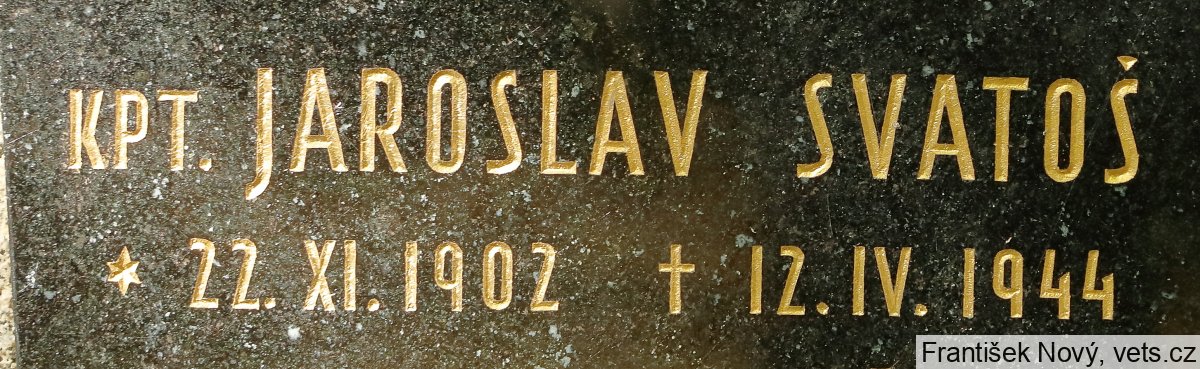 KPT. JAROSLAV SVATOŠ
* 22. XI. 1902 † 12. IV. 1944
František Nový, vets.cz